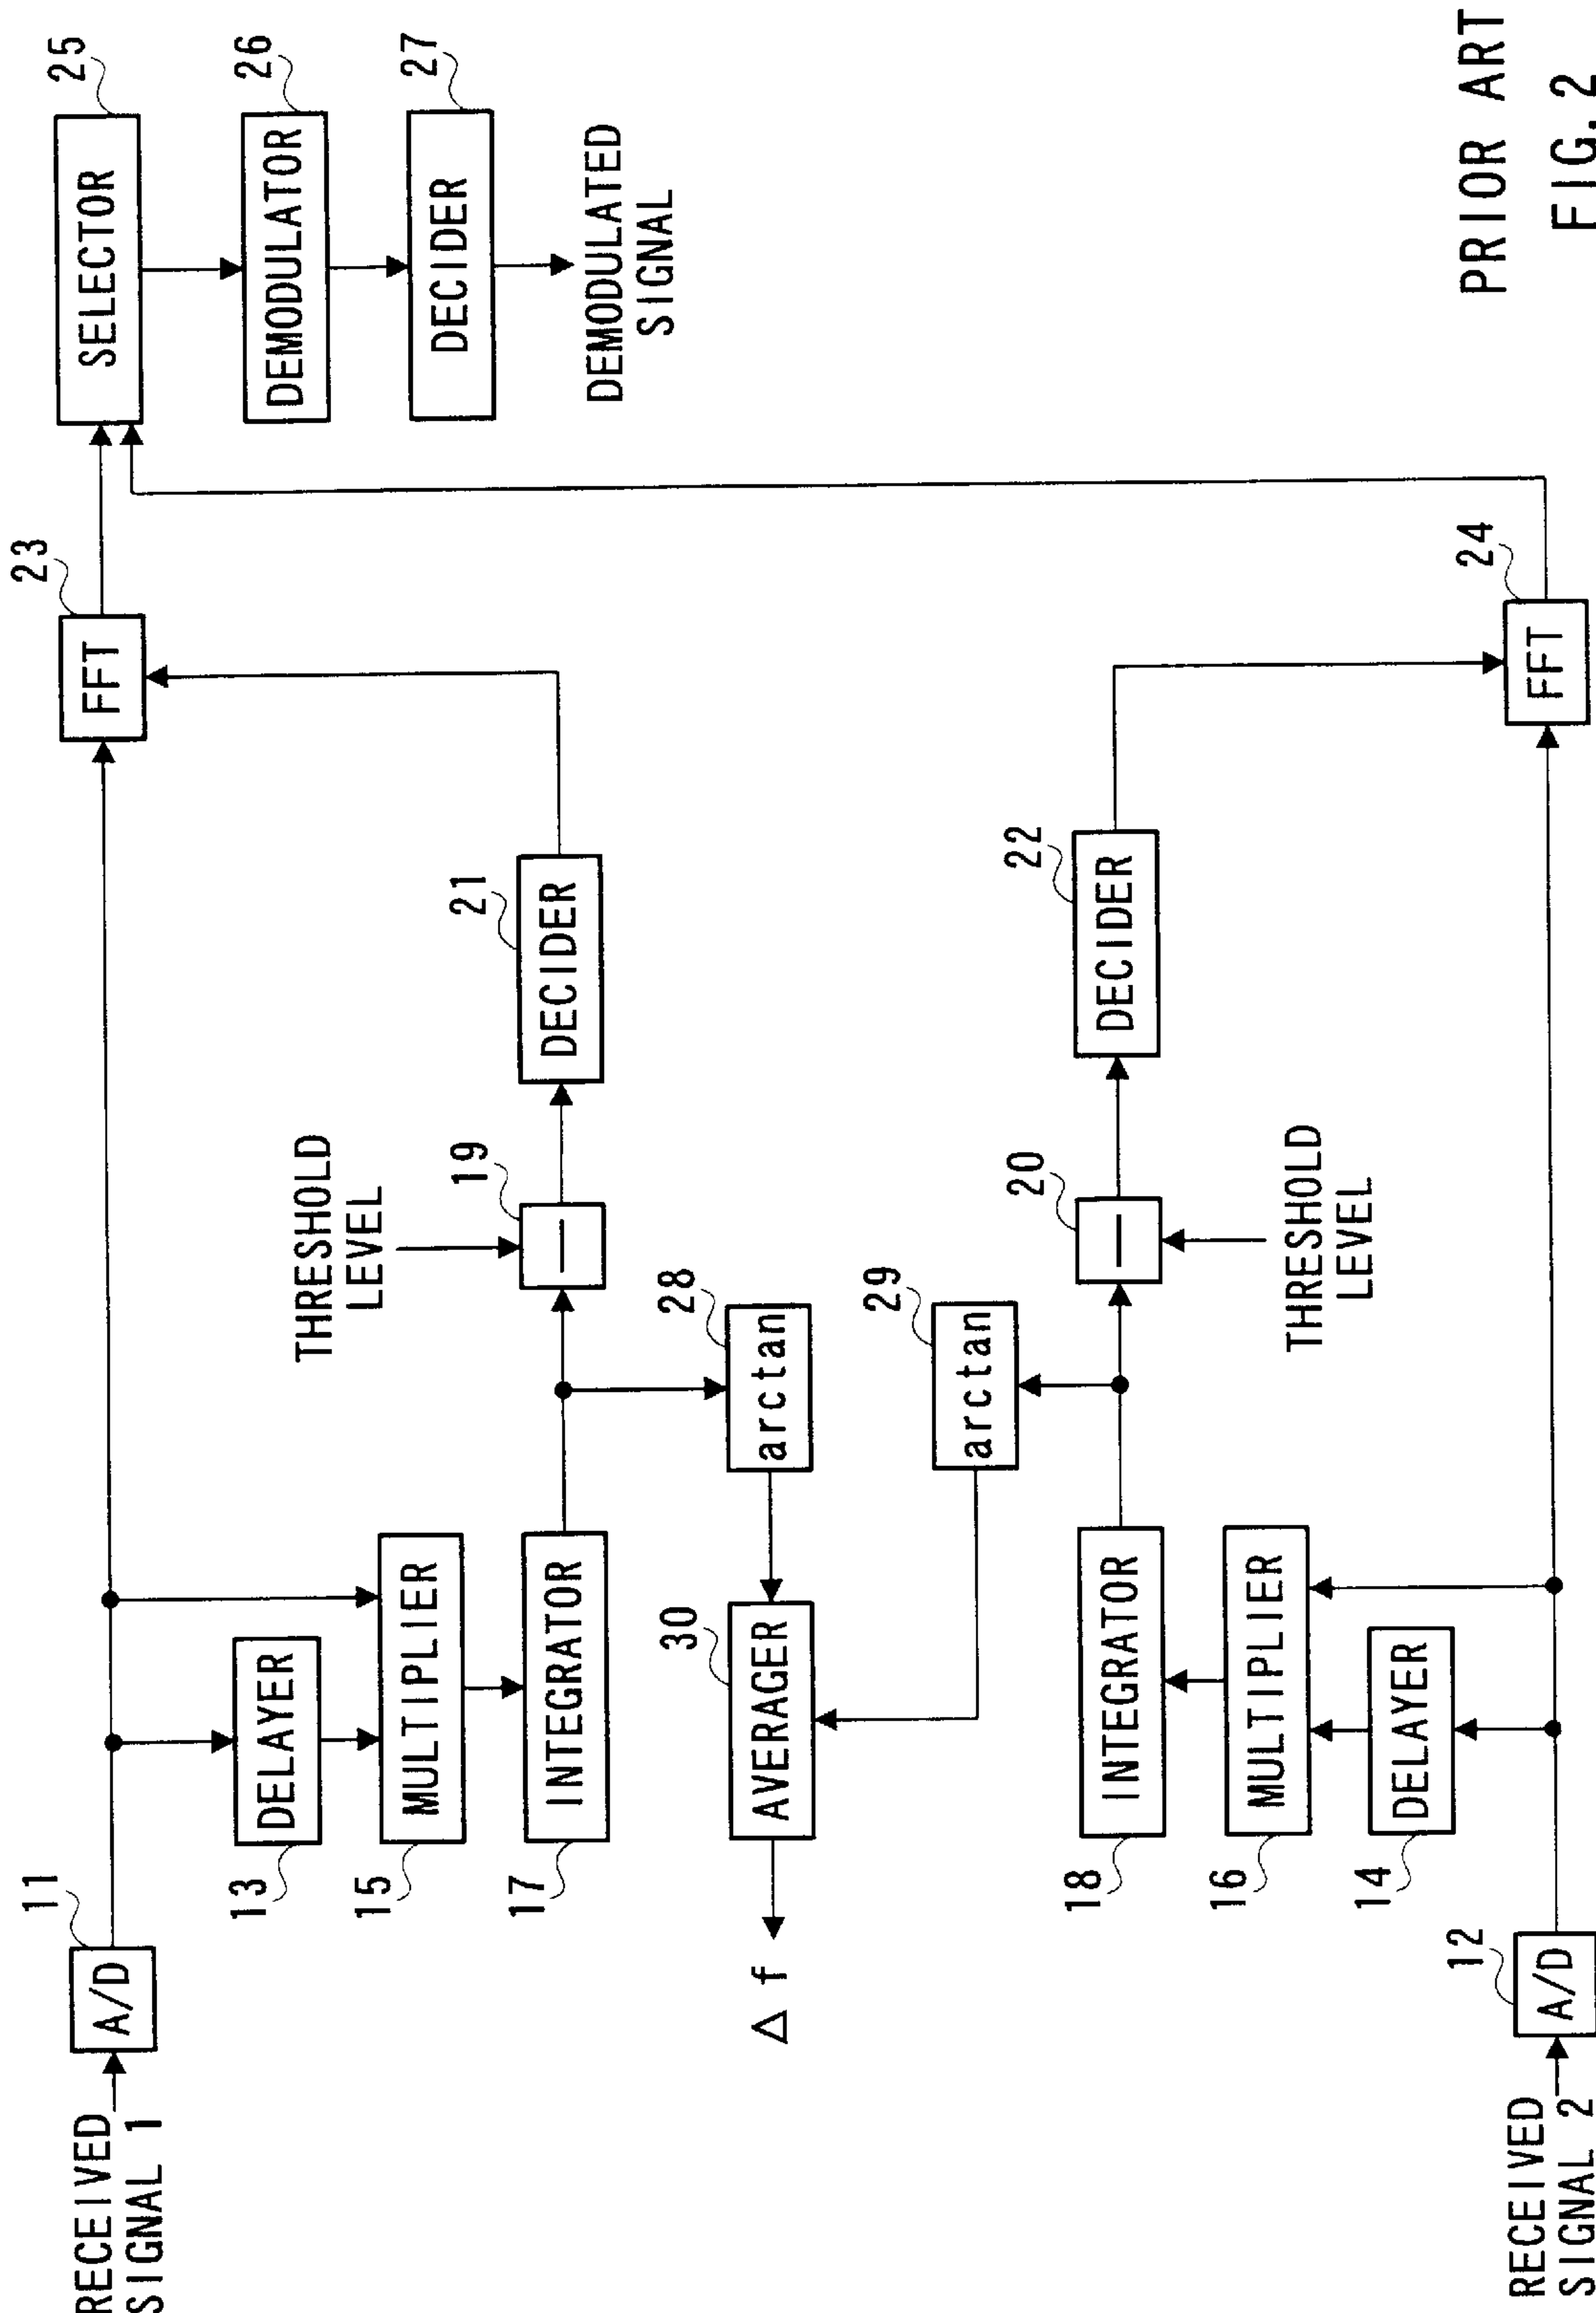 RECEIVED
SIGNAL 1
A/D
11
DELAYER
13
MULTIPLIER
15
INTEGRATOR
17
THRESHOLD
LEVEL
19
—
DECIDER
21
FFT
23
SELECTOR
25
DEMODULATOR
26
DECIDER
27
DEMODULATED
SIGNAL
arctan
28
AVERAGER
30
Δf
arctan
29
INTEGRATOR
18
MULTIPLIER
16
DELAYER
14
20
—
THRESHOLD
LEVEL
DECIDER
22
FFT
24
RECEIVED
SIGNAL 2
A/D
12
PRIOR ART
FIG. 2